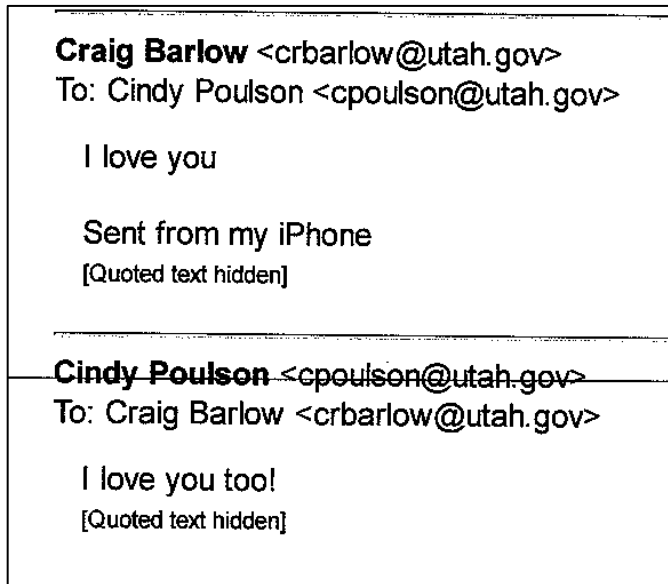 Craig Barlow <crbarlow@utah.gov>
To: Cindy Poulson <cpoulson@utah.gov>
I love you
Sent from my iPhone
[Quoted text hidden]
Cindy Poulson <cpoulson@utah.gov>
To: Craig Barlow <crbarlow@utah.gov>
I love you too!
[Quoted text hidden]